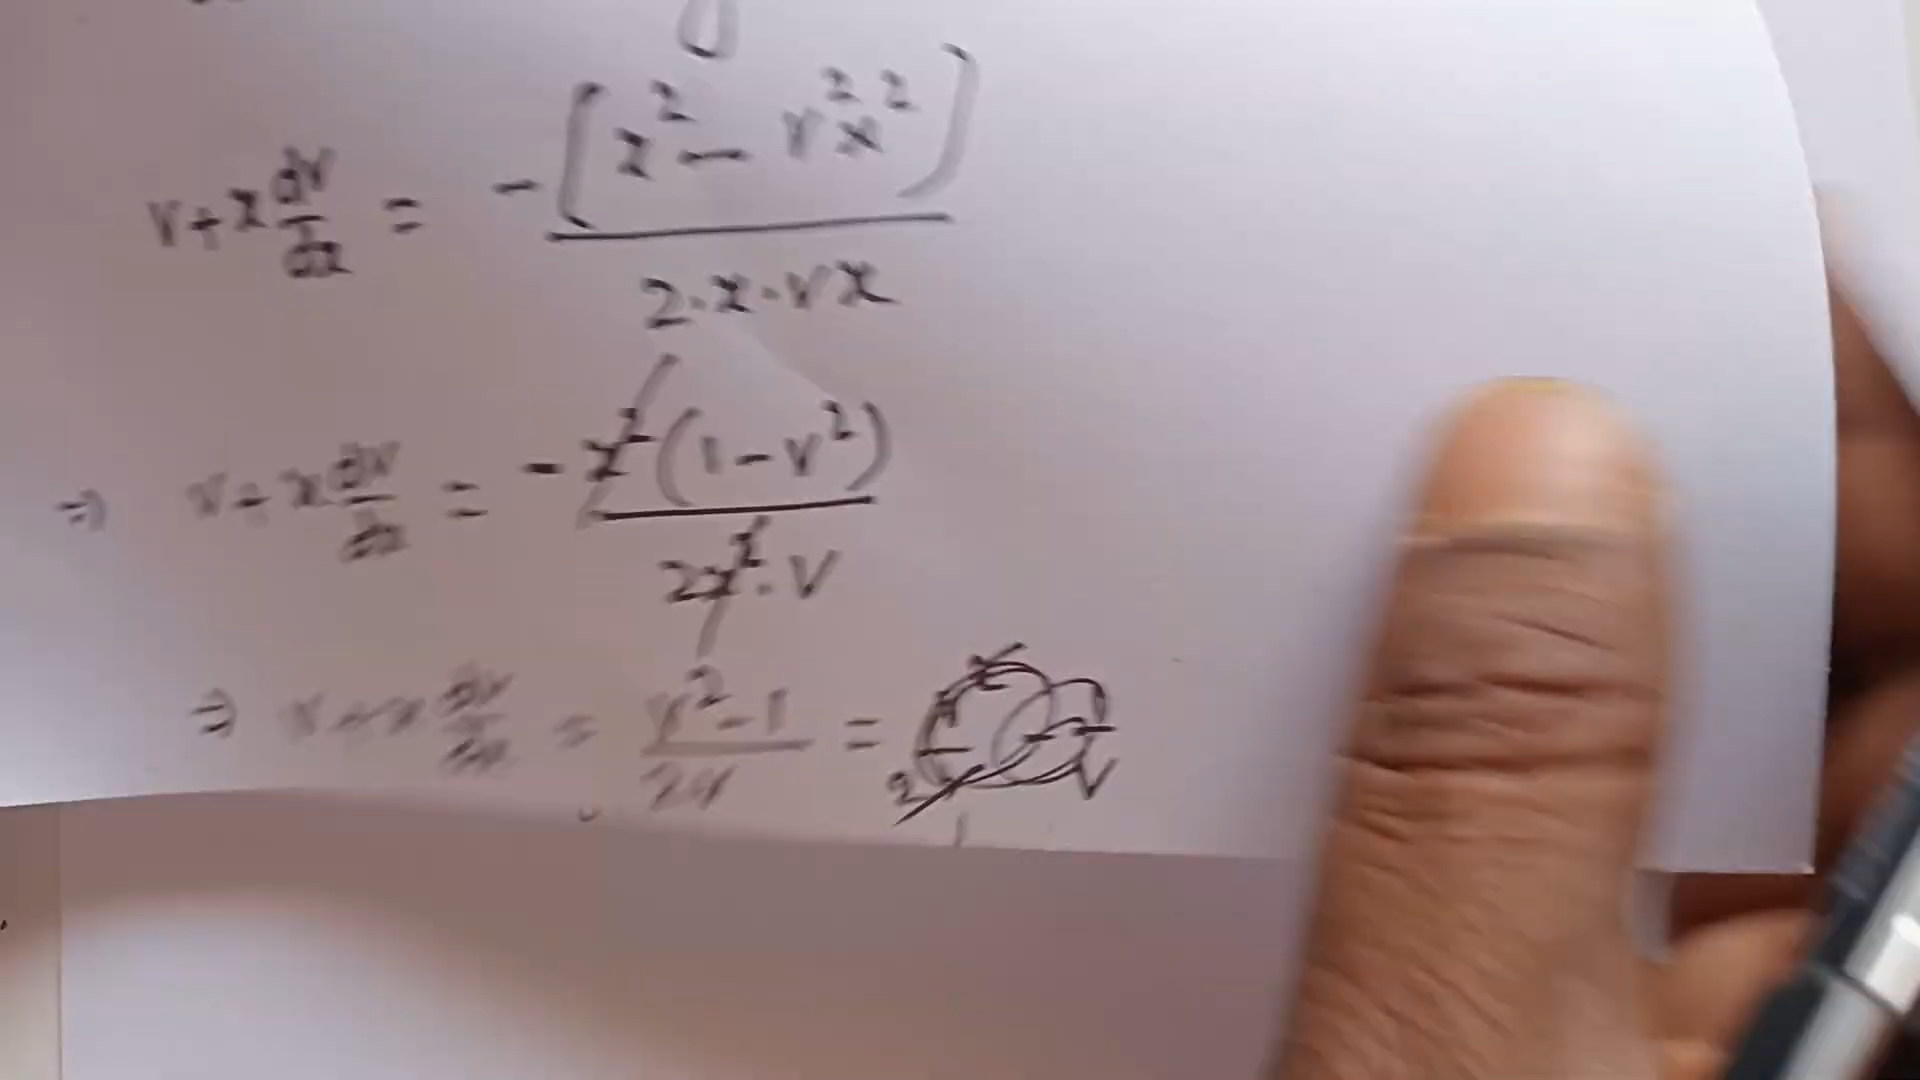 v+x dv/dx = -[x² - v²x²] / 2·x·vx
⇒ v+x dv/dx = -x²(1-v²) / 2x²·v
⇒ v+x dv/dx = v²-1 / 2v =